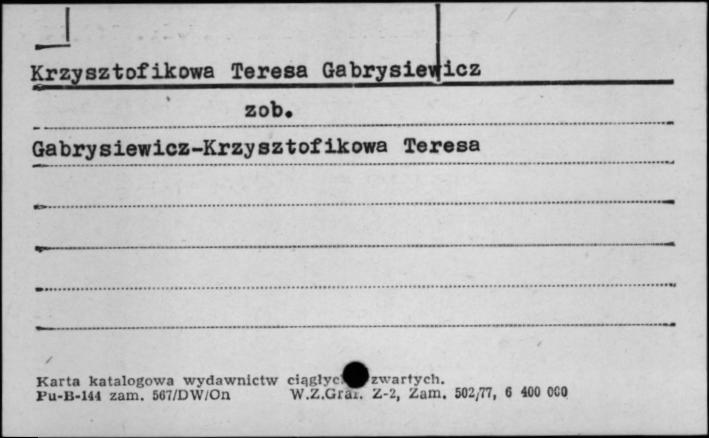 Krzysztofikowa Teresa Gabrysiewicz
zob.
Gabrysiewicz-Krzysztofikowa Teresa
Karta katalogowa wydawnictw zwartych.
Pu-B-144 zam. 567/DW/On W.Z.Graf. Z-2, Zam. 502/77, 6 400 000